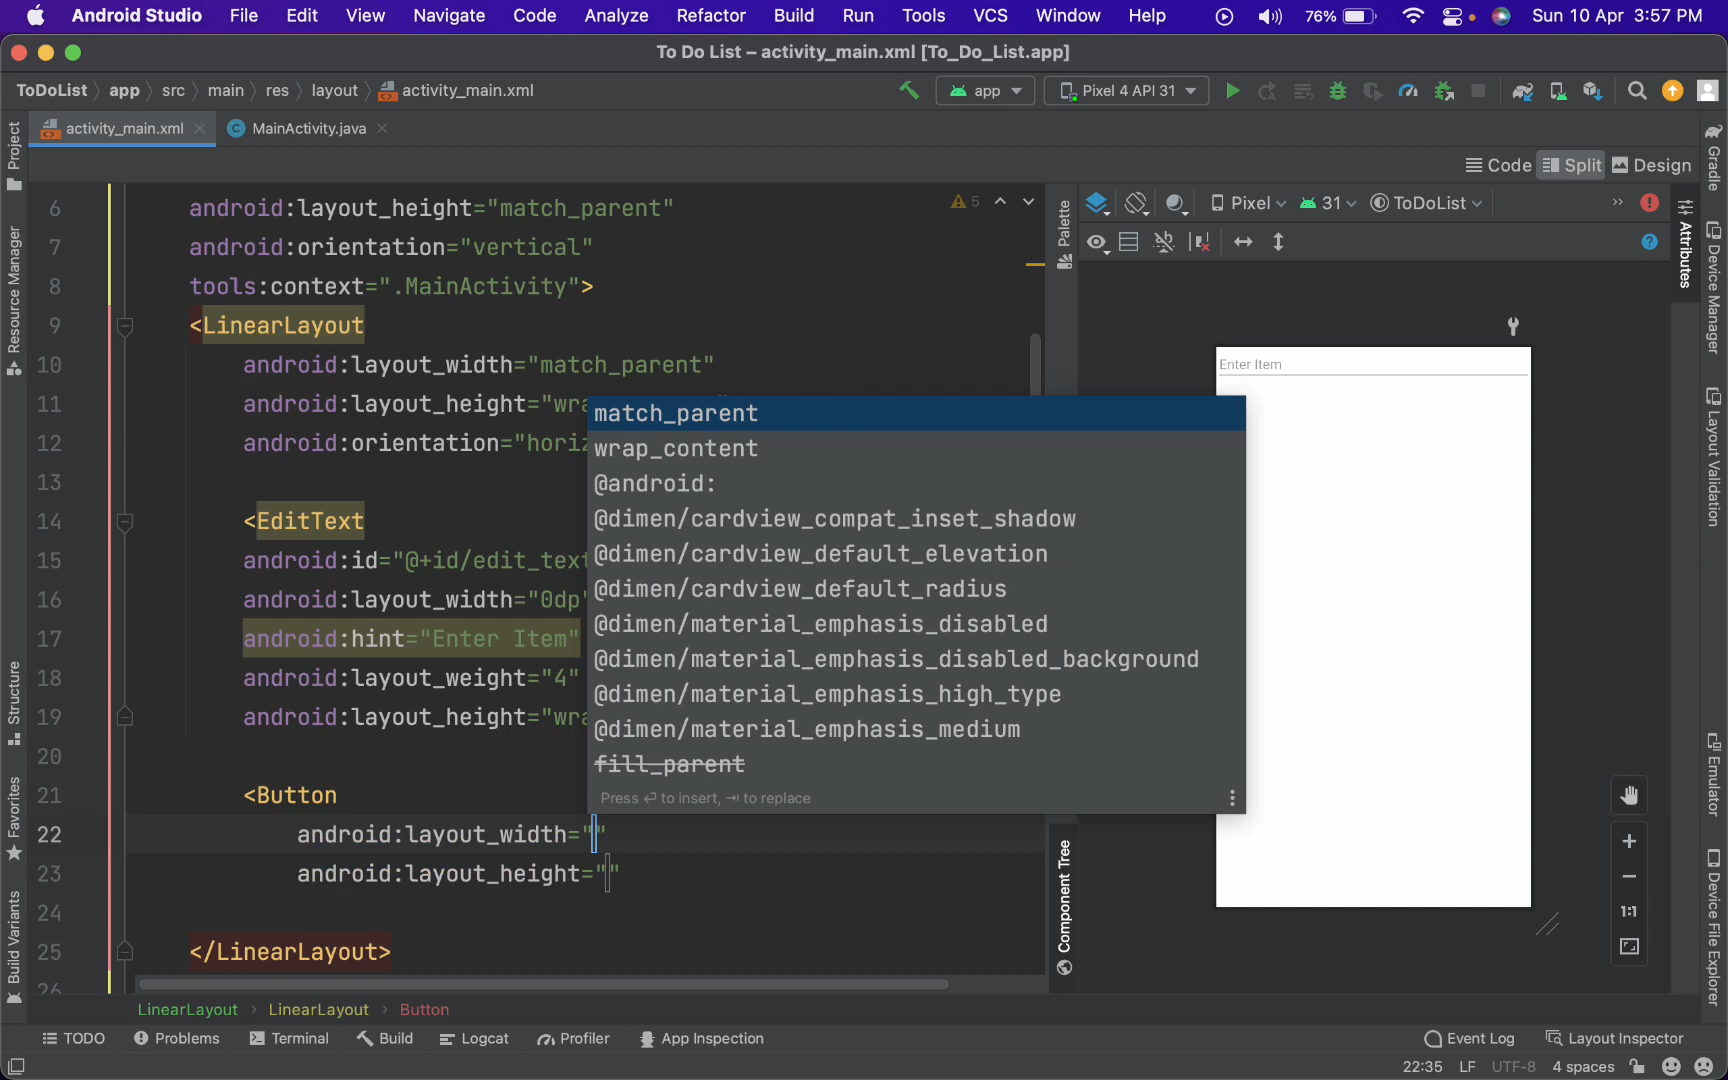 Android Studio File Edit View Navigate Code Analyze Refactor Build Run Tools VCS Window Help 76% Sun 10 Apr 3:57 PM
To Do List – activity_main.xml [To_Do_List.app]
ToDoList app src main res layout activity_main.xml app Pixel 4 API 31
activity_main.xml MainActivity.java
Code Split Design
Project
Resource Manager
Structure
Favorites
Build Variants
6 android:layout_height="match_parent"
7 android:orientation="vertical"
8 tools:context=".MainActivity">
9 <LinearLayout
10 android:layout_width="match_parent"
11 android:layout_height="wra
12 android:orientation="horiz
13
14 <EditText
15 android:id="@+id/edit_text
16 android:layout_width="0dp"
17 android:hint="Enter Item"
18 android:layout_weight="4"
19 android:layout_height="wra
20
21 <Button
22 android:layout_width=""
23 android:layout_height=""
24
25 </LinearLayout>
26
5
match_parent
wrap_content
@android:
@dimen/cardview_compat_inset_shadow
@dimen/cardview_default_elevation
@dimen/cardview_default_radius
@dimen/material_emphasis_disabled
@dimen/material_emphasis_disabled_background
@dimen/material_emphasis_high_type
@dimen/material_emphasis_medium
fill_parent
Press ↵ to insert, ⇥ to replace
Palette
Component Tree
Pixel 31 ToDoList
Enter Item
1:1
Attributes
Gradle
Device Manager
Layout Validation
Emulator
Device File Explorer
LinearLayout LinearLayout Button
TODO Problems Terminal Build Logcat Profiler App Inspection Event Log Layout Inspector
22:35 LF UTF-8 4 spaces